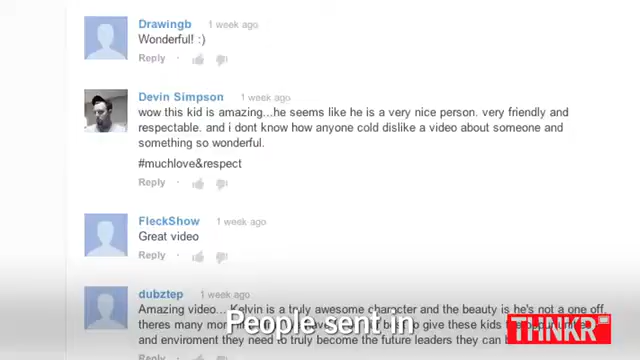 Drawingb 1 week ago
Wonderful! :)
Reply ·
Devin Simpson 1 week ago
wow this kid is amazing...he seems like he is a very nice person. very friendly and
respectable. and i dont know how anyone cold dislike a video about someone and
something so wonderful.
#muchlove&respect
Reply ·
FleckShow 1 week ago
Great video
Reply ·
dubztep 1 week ago
Amazing video... Kelvin is a truly awesome character and the beauty is he's not a one off,
theres many mor
to give these kids
and enviroment they need to truly become the future leaders they can
Reply
People sent in
THNKR